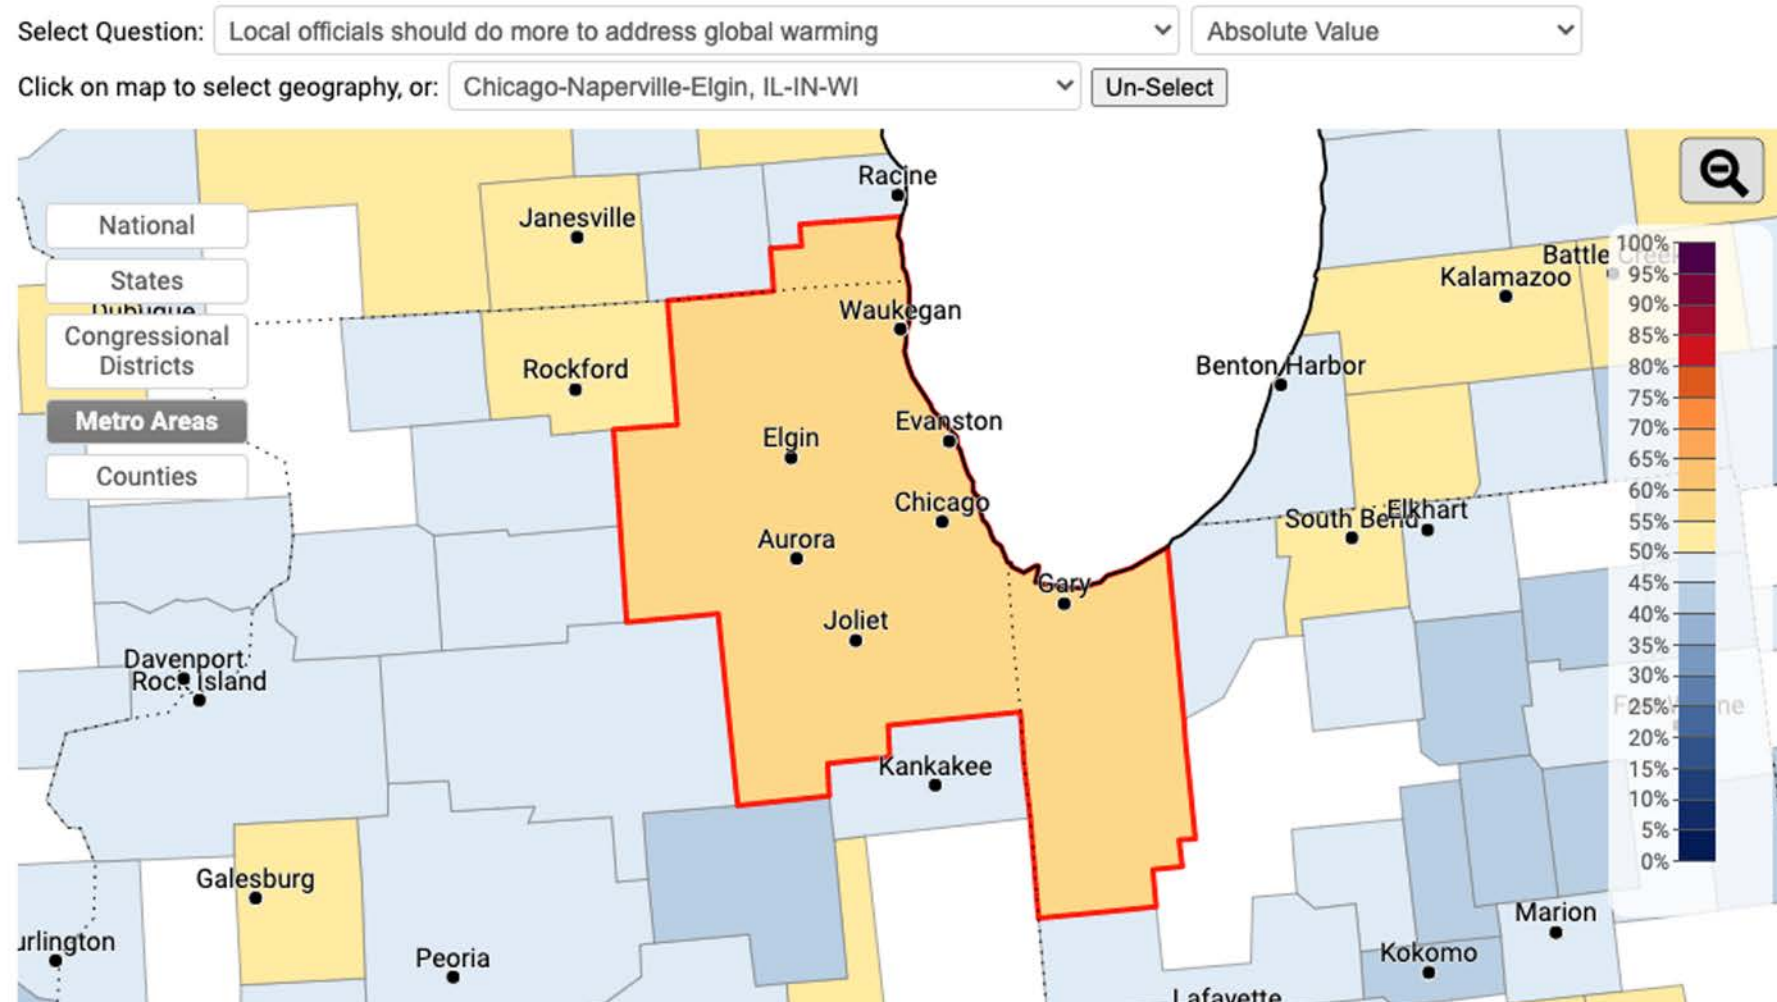 Select Question: Local officials should do more to address global warming Absolute Value
Click on map to select geography, or: Chicago-Naperville-Elgin, IL-IN-WI Un-Select
National
States
Dubuque
Congressional
Districts
Metro Areas
Counties
Racine
Janesville
Waukegan
Rockford
Evanston
Elgin
Chicago
Aurora
Gary
Joliet
Davenport
Rock Island
Kankakee
Galesburg
urlington
Peoria
Battle Creek
Kalamazoo
Benton Harbor
South Bend
Elkhart
Marion
Kokomo
Lafayette
100%
95%
90%
85%
80%
75%
70%
65%
60%
55%
50%
45%
40%
35%
30%
25%
20%
15%
10%
5%
0%